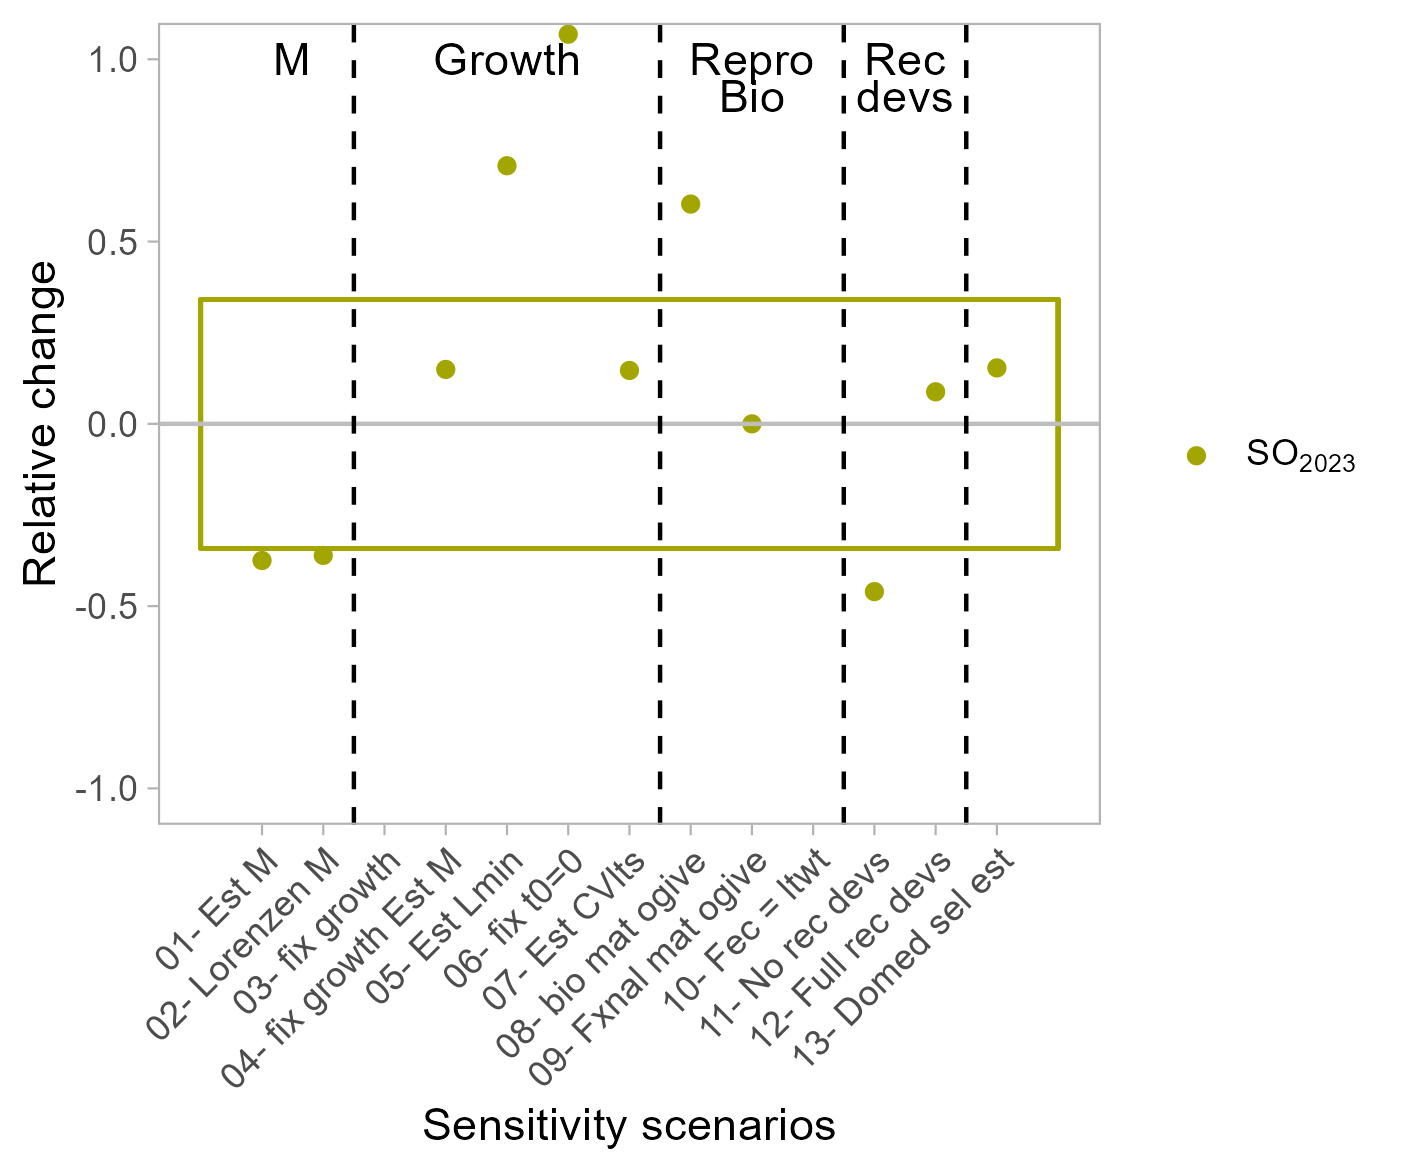 M
Growth
Repro
Bio
Rec
devs
1.0
0.5
0.0
-0.5
-1.0
Relative change
01- Est M
02- Lorenzen M
03- fix growth
04- fix growth Est M
05- Est Lmin
06- fix t0=0
07- Est CVlts
08- bio mat ogive
09- Fxnal mat ogive
10- Fec = ltwt
11- No rec devs
12- Full rec devs
13- Domed sel est
Sensitivity scenarios
SO2023